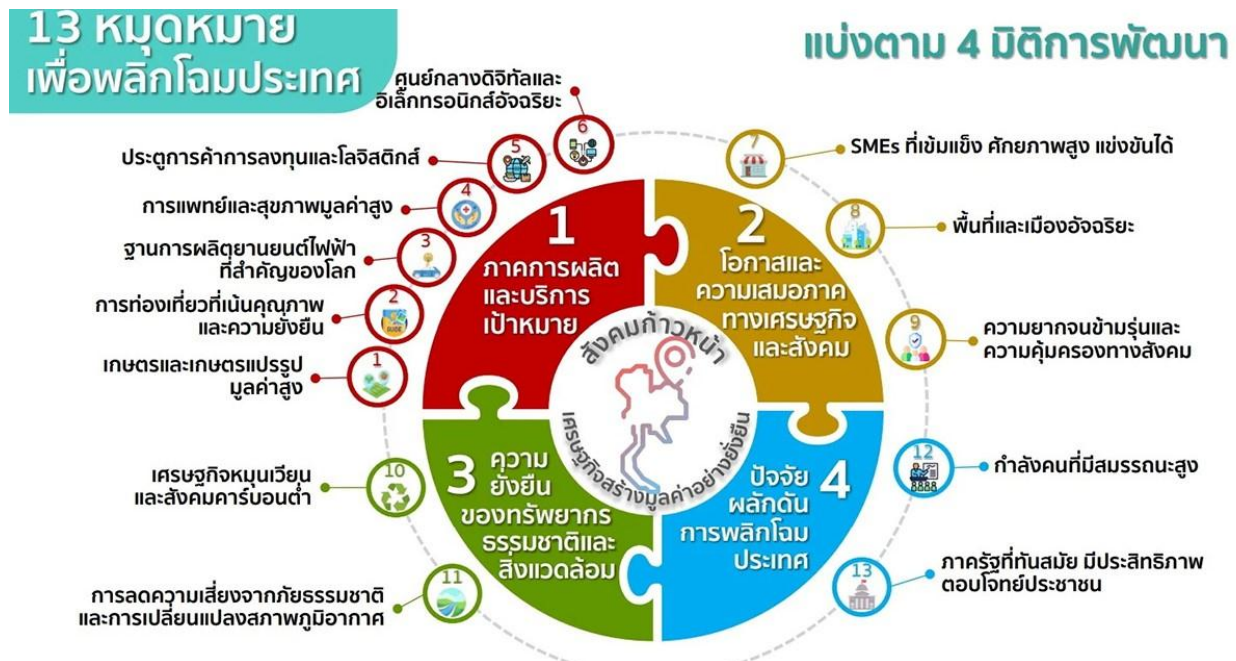 13 หมุดหมาย
เพื่อพลิกโฉมประเทศ
แบ่งตาม 4 มิติการพัฒนา
ศูนย์กลางดิจิทัลและ
อิเล็กทรอนิกส์อัจฉริยะ
6
ประตูการค้าการลงทุนและโลจิสติกส์
5
การแพทย์และสุขภาพมูลค่าสูง
4
ฐานการผลิตยานยนต์ไฟฟ้า
ที่สำคัญของโลก
3
การท่องเที่ยวที่เน้นคุณภาพ
และความยั่งยืน
2
GUIDE
เกษตรและเกษตรแปรรูป
มูลค่าสูง
1
1
ภาคการผลิต
และบริการ
เป้าหมาย
2
โอกาสและ
ความเสมอภาค
ทางเศรษฐกิจ
และสังคม
7
SMEs ที่เข้มแข็ง ศักยภาพสูง แข่งขันได้
8
พื้นที่และเมืองอัจฉริยะ
9
ความยากจนข้ามรุ่นและ
ความคุ้มครองทางสังคม
สังคมก้าวหน้า
เศรษฐกิจสร้างมูลค่าอย่างยั่งยืน
3 ความ
ยั่งยืน
ของทรัพยากร
ธรรมชาติและ
สิ่งแวดล้อม
เศรษฐกิจหมุนเวียน
และสังคมคาร์บอนต่ำ
10
การลดความเสี่ยงจากภัยธรรมชาติ
และการเปลี่ยนแปลงสภาพภูมิอากาศ
11
4
ปัจจัย
ผลักดัน
การพลิกโฉม
ประเทศ
12
กำลังคนที่มีสมรรถนะสูง
13
ภาครัฐที่ทันสมัย มีประสิทธิภาพ
ตอบโจทย์ประชาชน